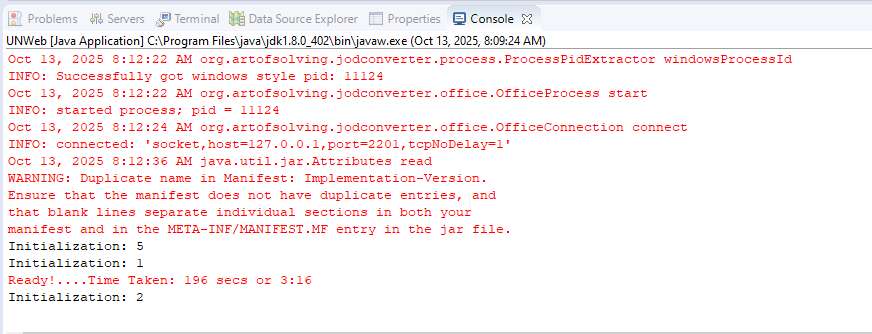 Problems Servers Terminal Data Source Explorer Properties Console
UNWeb [Java Application] C:\Program Files\java\jdk1.8.0_402\bin\javaw.exe (Oct 13, 2025, 8:09:24 AM)
Oct 13, 2025 8:12:22 AM org.artofsolving.jodconverter.process.ProcessPidExtractor windowsProcessId
INFO: Successfully got windows style pid: 11124
Oct 13, 2025 8:12:22 AM org.artofsolving.jodconverter.office.OfficeProcess start
INFO: started process; pid = 11124
Oct 13, 2025 8:12:24 AM org.artofsolving.jodconverter.office.OfficeConnection connect
INFO: connected: 'socket,host=127.0.0.1,port=2201,tcpNoDelay=1'
Oct 13, 2025 8:12:36 AM java.util.jar.Attributes read
WARNING: Duplicate name in Manifest: Implementation-Version.
Ensure that the manifest does not have duplicate entries, and
that blank lines separate individual sections in both your
manifest and in the META-INF/MANIFEST.MF entry in the jar file.
Initialization: 5
Initialization: 1
Ready!....Time Taken: 196 secs or 3:16
Initialization: 2